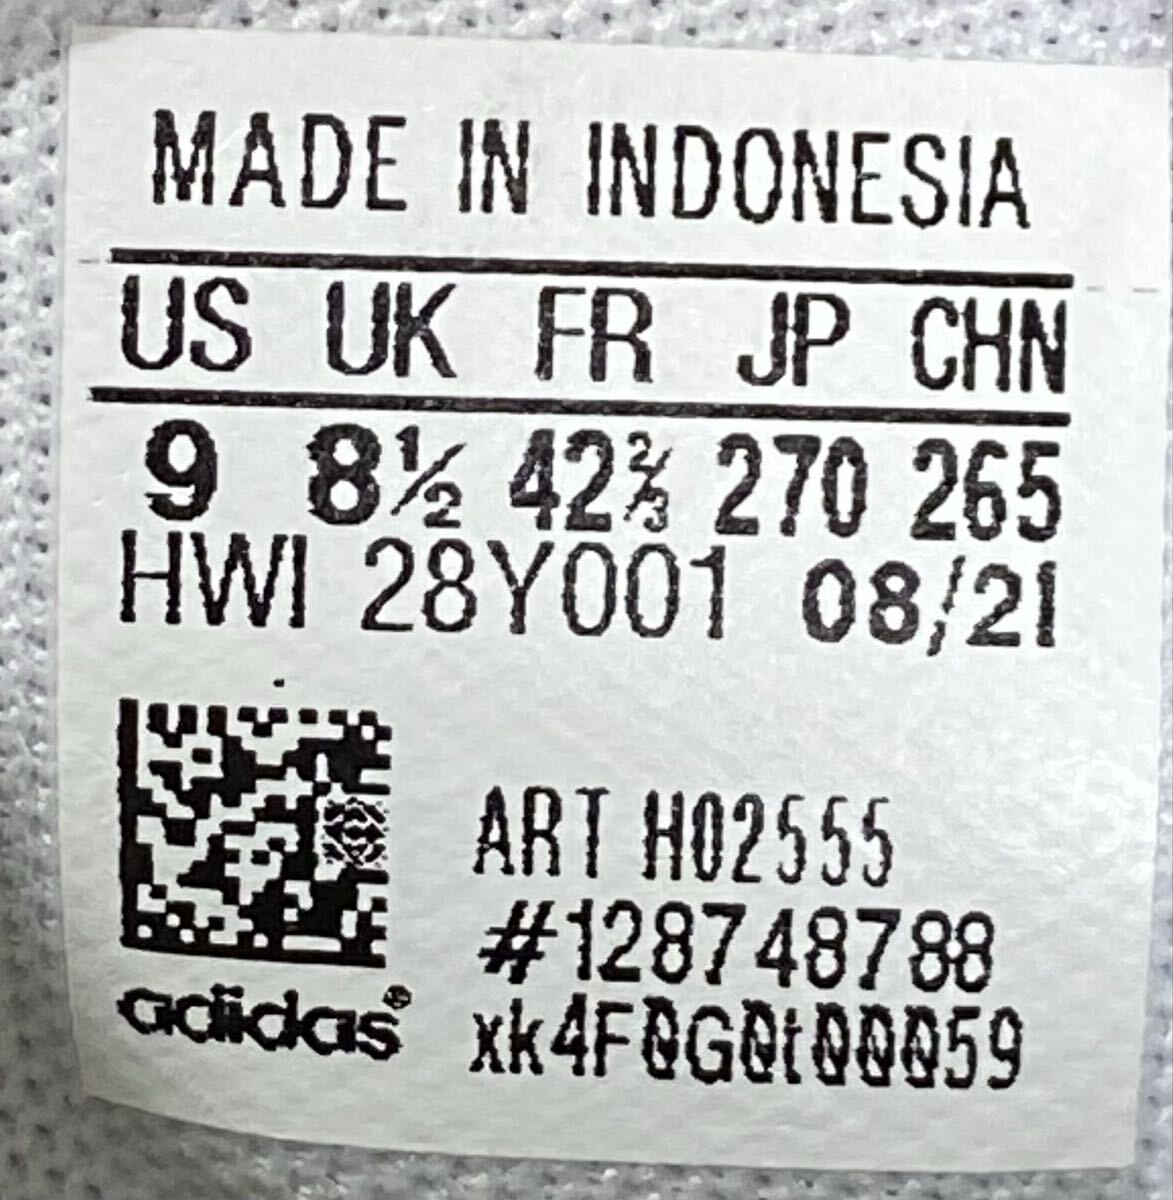 MADE IN INDONESIA
US UK FR JP CHN
9 8½ 42⅔ 270 265
HWI 28Y001 08/21
ART H02555
#128748788
adidas®
xk4F0G0t000059